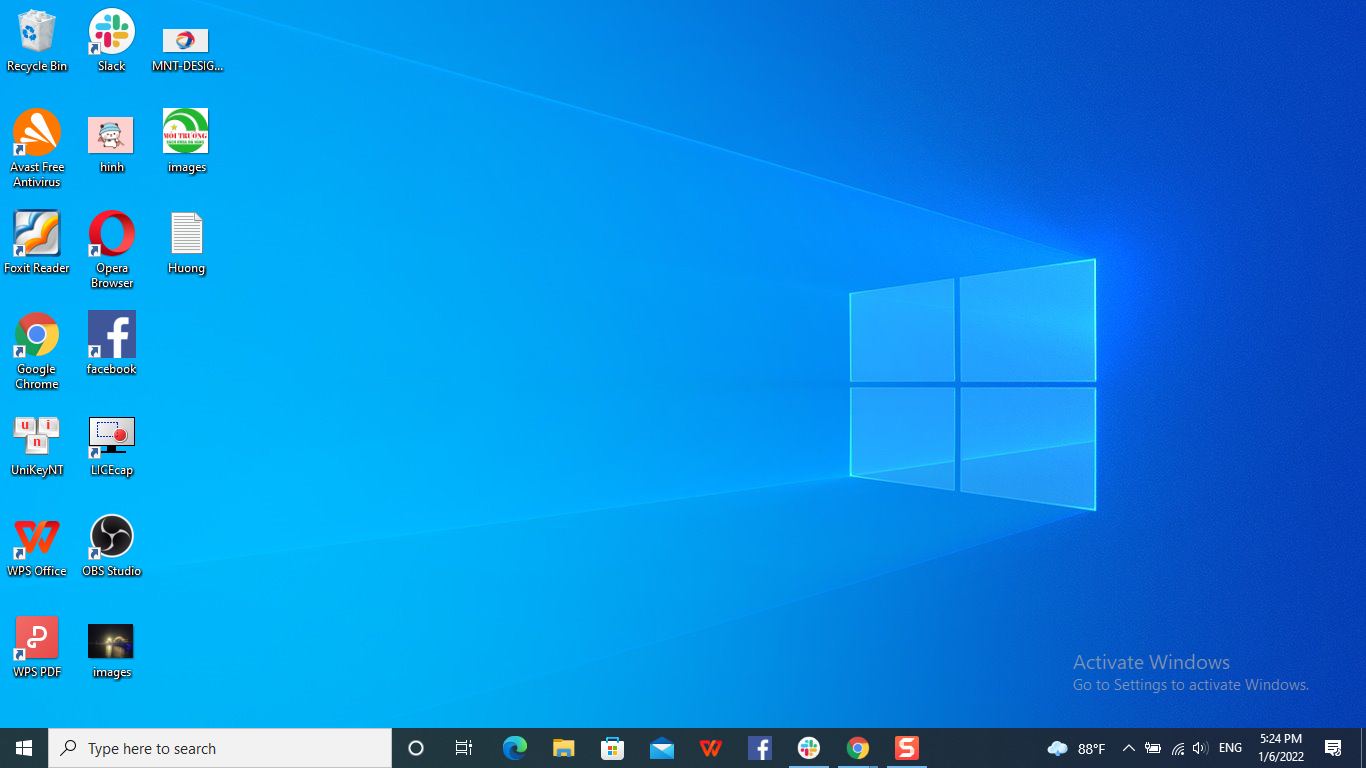 Recycle Bin
Slack
MNT-DESIG...
Avast Free
Antivirus
hinh
MÔI TRƯỜNG
images
Foxit Reader
Opera
Browser
Huong
Google
Chrome
facebook
u i
n
UniKeyNT
LICEcap
WPS Office
OBS Studio
WPS PDF
images
Activate Windows
Go to Settings to activate Windows.
Type here to search
88°F
ENG
5:24 PM
1/6/2022